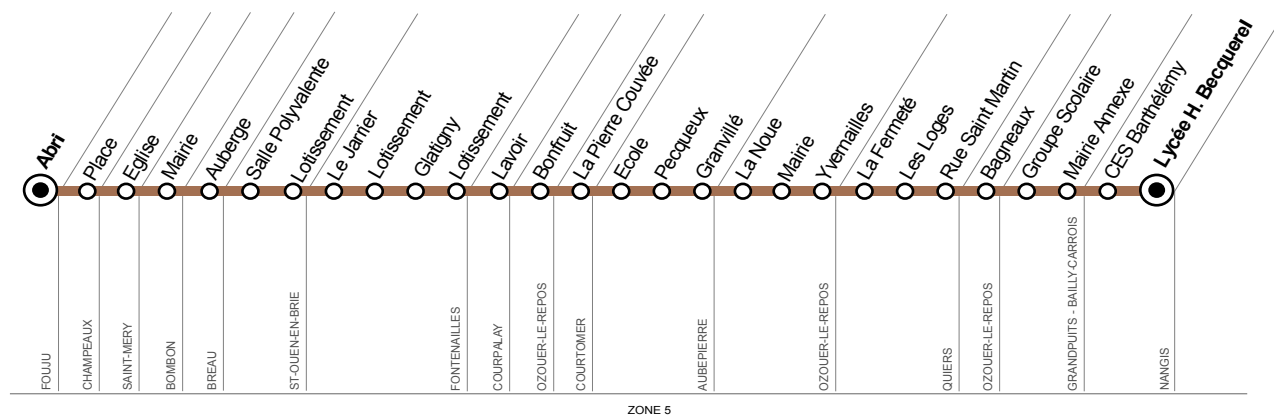 Abri
Place
Eglise
Mairie
Auberge
Salle Polyvalente
Lotissement
Le Jarrier
Lotissement
Glatigny
Lotissement
Lavoir
Bonfruit
La Pierre Couvée
Ecole
Pecqueux
Granvillé
La Noue
Mairie
Yvernailles
La Fermeté
Les Loges
Rue Saint Martin
Bagneaux
Groupe Scolaire
Mairie Annexe
CES Barthélémy
Lycée H. Becquerel
FOUJU
CHAMPEAUX
SAINT-MERY
BOMBON
BREAU
ST-OUEN-EN-BRIE
FONTENAILLES
COURPALAY
OZOUER-LE-REPOS
COURTOMER
AUBEPIERRE
OZOUER-LE-REPOS
QUIERS
OZOUER-LE-REPOS
GRANDPUITS - BAILLY-CARROIS
NANGIS
ZONE 5